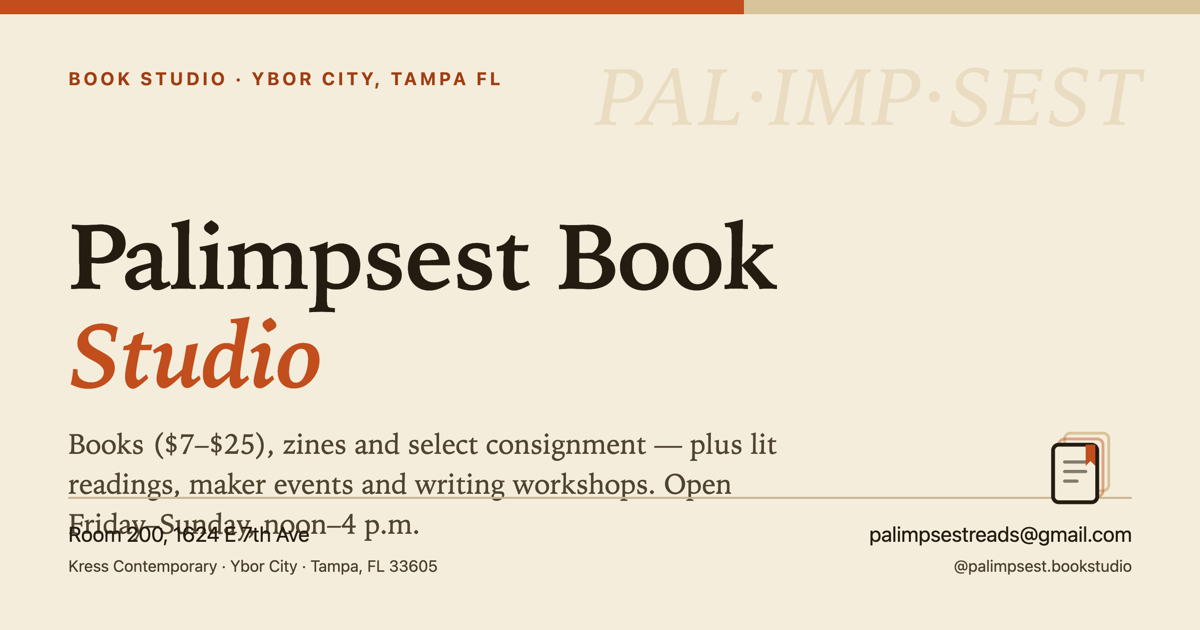 BOOK STUDIO · YBOR CITY, TAMPA FL
PAL·IMP·SEST
Palimpsest Book
Studio
Books ($7–$25), zines and select consignment — plus lit
readings, maker events and writing workshops. Open
Friday–Sunday, noon–4 p.m.
Room 200, 1624 E 7th Ave
Kress Contemporary · Ybor City · Tampa, FL 33605
palimpsestreads@gmail.com
@palimpsest.bookstudio